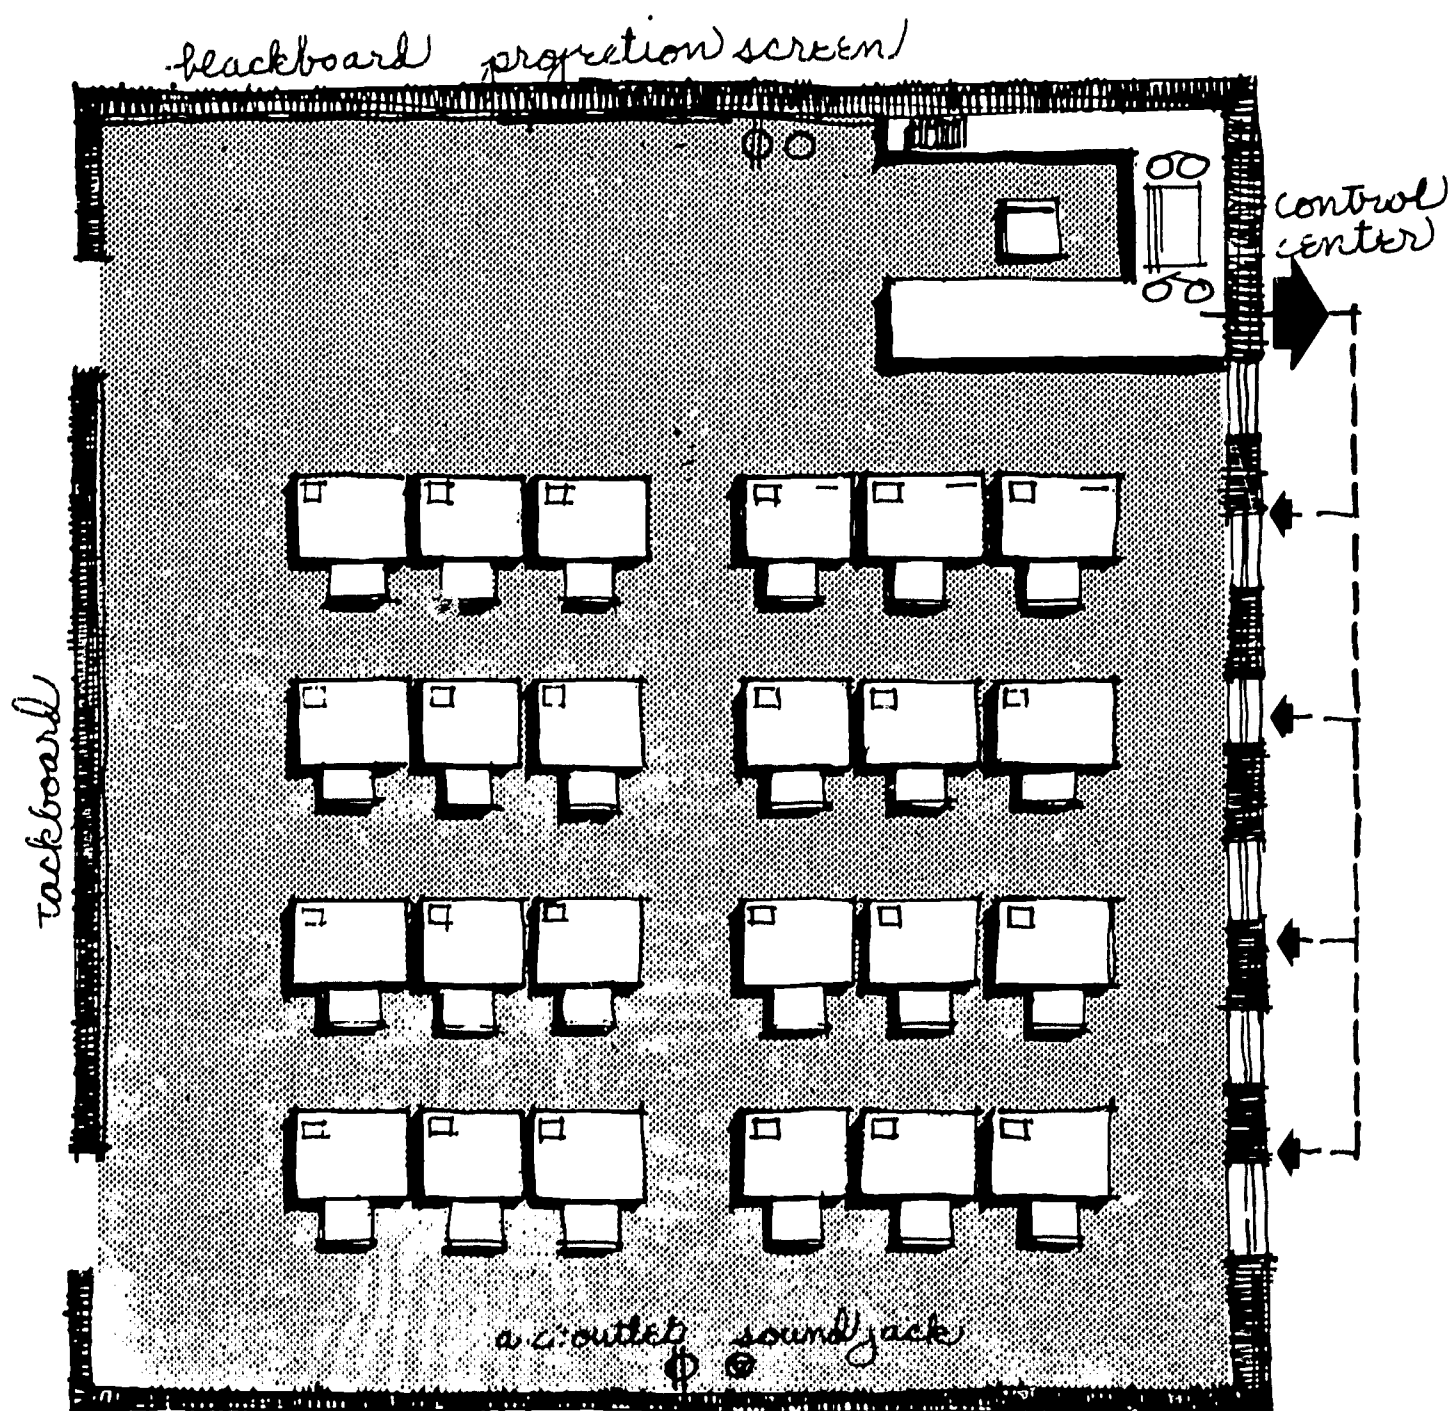 blackboard projection screen
control
center
tackboard
a.c. outlet sound jack